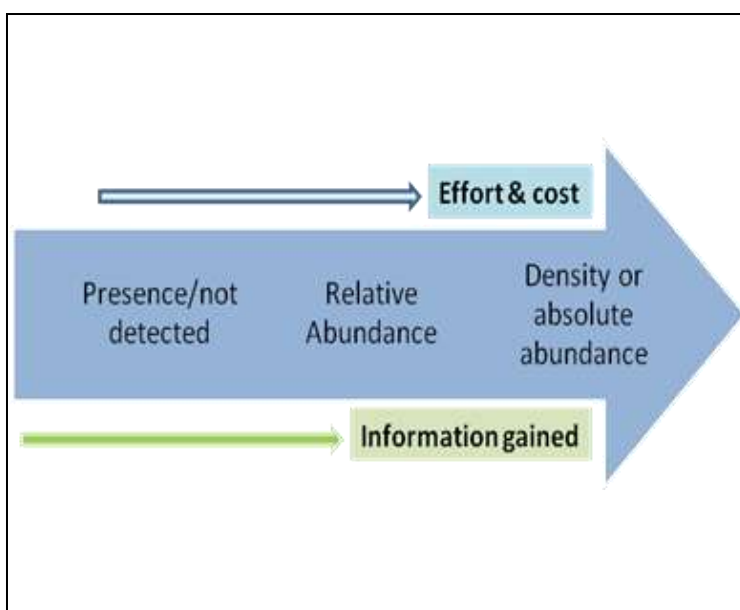 Effort & cost
Presence/not
detected
Relative
Abundance
Density or
absolute
abundance
Information gained